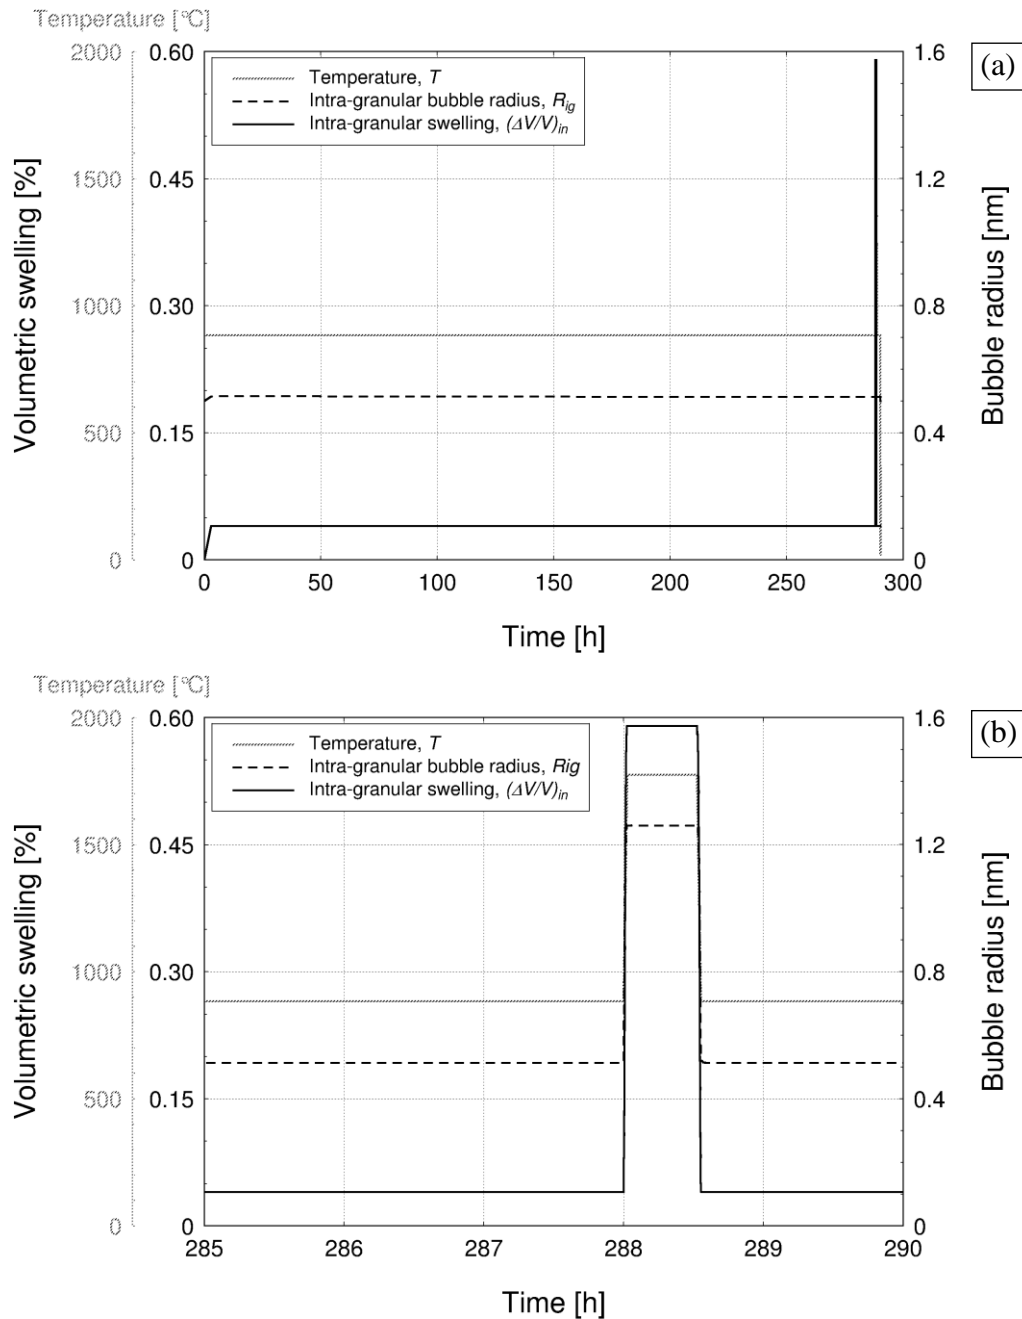 Temperature [°C]
(a)
2000 0.60 1.6
Temperature, T
Intra-granular bubble radius, Rig
Intra-granular swelling, (ΔV/V)in
1500 0.45 1.2
1000 0.30 0.8
500 0.15 0.4
0 0 0
Volumetric swelling [%]
Bubble radius [nm]
0 50 100 150 200 250 300
Time [h]
Temperature [°C]
(b)
2000 0.60 1.6
Temperature, T
Intra-granular bubble radius, Rig
Intra-granular swelling, (ΔV/V)in
1500 0.45 1.2
1000 0.30 0.8
500 0.15 0.4
0 0 0
Volumetric swelling [%]
Bubble radius [nm]
285 286 287 288 289 290
Time [h]